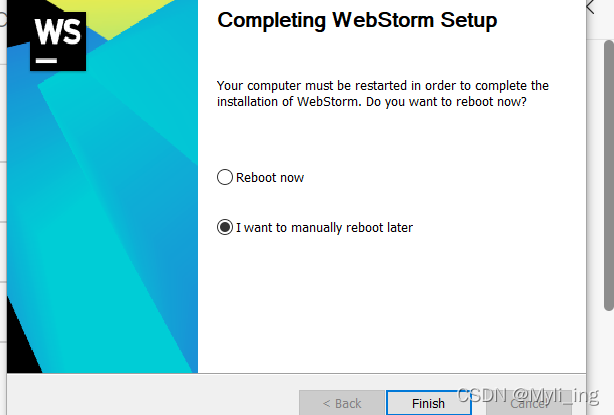 WS
Completing WebStorm Setup
Your computer must be restarted in order to complete the
installation of WebStorm. Do you want to reboot now?
Reboot now
I want to manually reboot later
< Back
Finish
Cancel
CSDN @Myli_ing